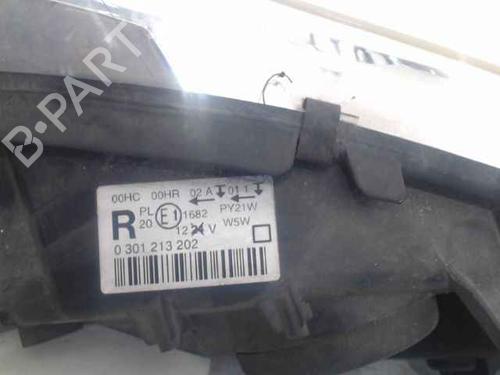 B-PART
00HC 00HR 02 A 01 1
R PL 20 E1 1682 PY21W
12 V W5W
0 301 213 202